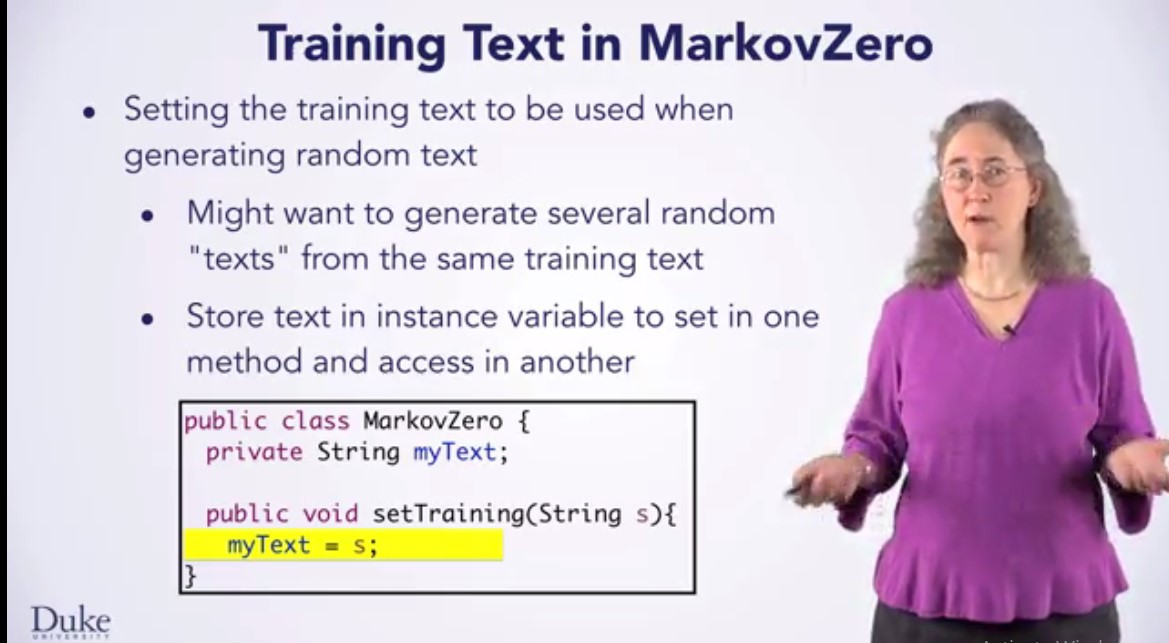 Training Text in MarkovZero
• Setting the training text to be used when
generating random text
• Might want to generate several random
"texts" from the same training text
• Store text in instance variable to set in one
method and access in another
public class MarkovZero {
private String myText;
public void setTraining(String s){
myText = s;
}
Duke
UNIVERSITY